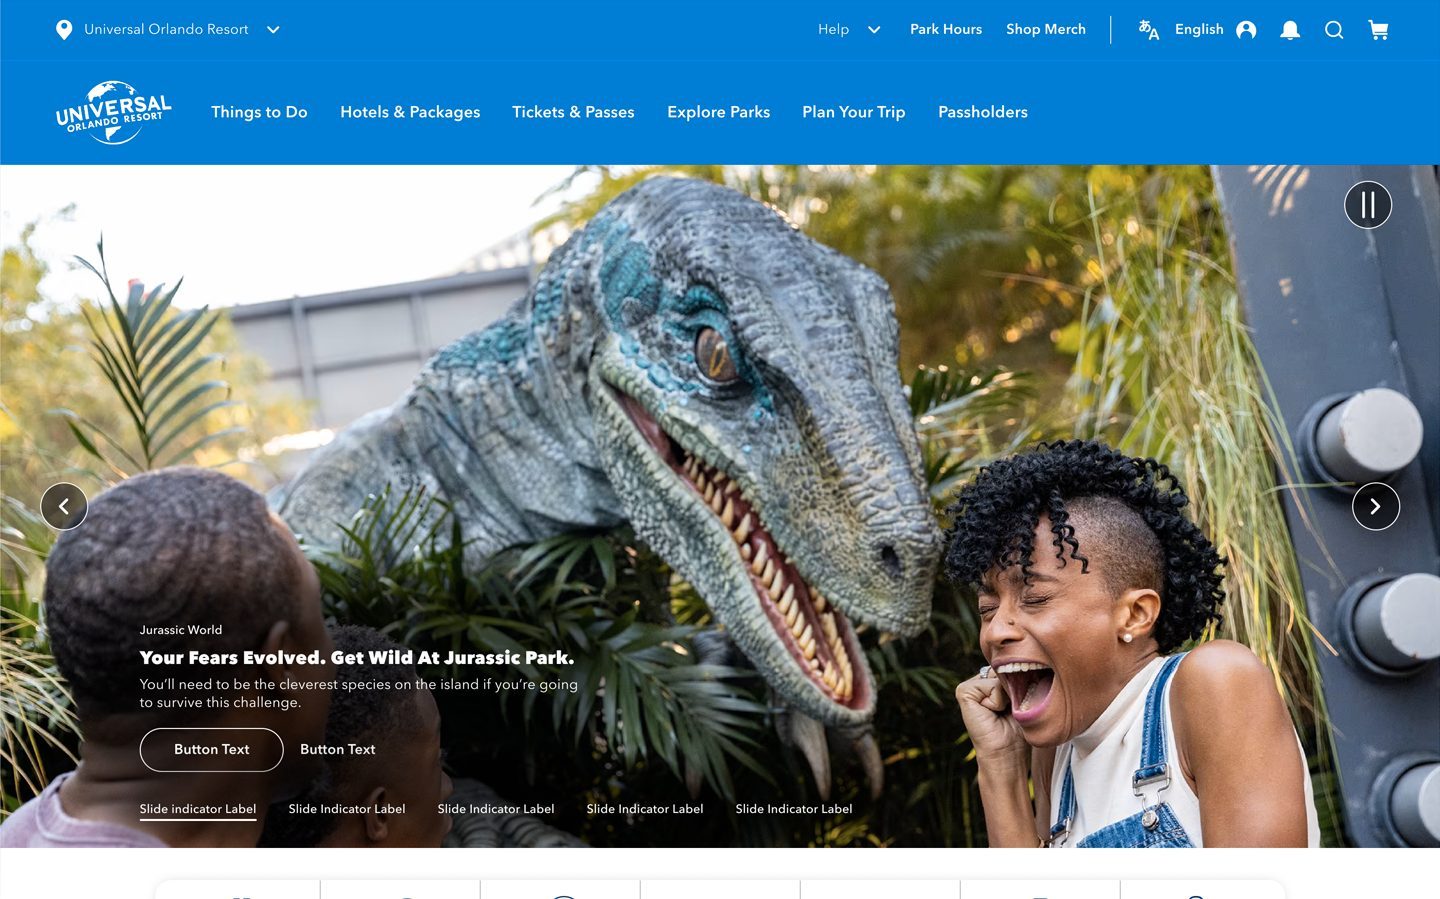 Universal Orlando Resort
Help
Park Hours
Shop Merch
あA
English
UNIVERSAL
ORLANDO RESORT
Things to Do
Hotels & Packages
Tickets & Passes
Explore Parks
Plan Your Trip
Passholders
Jurassic World
Your Fears Evolved. Get Wild At Jurassic Park.
You’ll need to be the cleverest species on the island if you’re going
to survive this challenge.
Button Text
Button Text
Slide indicator Label
Slide Indicator Label
Slide Indicator Label
Slide Indicator Label
Slide Indicator Label